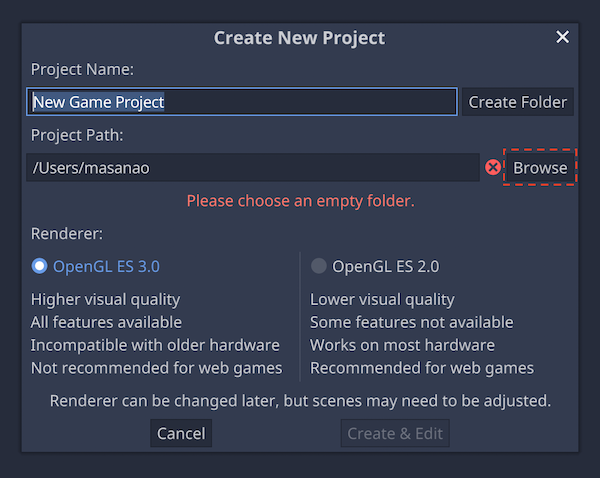 Create New Project
Project Name:
New Game Project Create Folder
Project Path:
/Users/masanao Browse
Please choose an empty folder.
Renderer:
OpenGL ES 3.0 OpenGL ES 2.0
Higher visual quality Lower visual quality
All features available Some features not available
Incompatible with older hardware Works on most hardware
Not recommended for web games Recommended for web games
Renderer can be changed later, but scenes may need to be adjusted.
Cancel Create & Edit